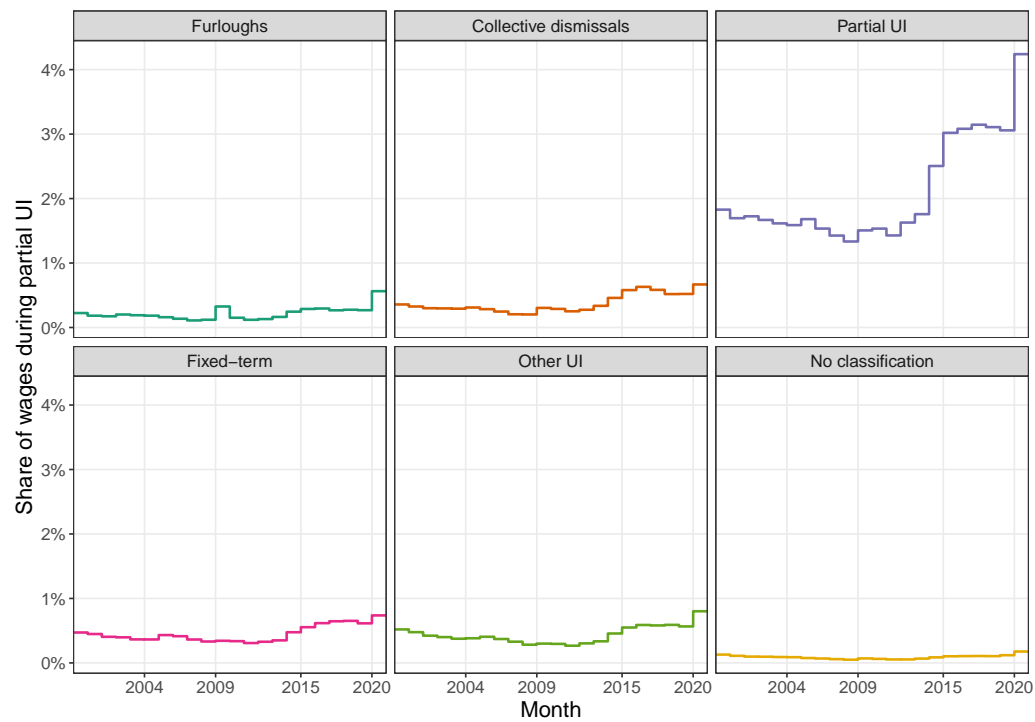 Furloughs
Collective dismissals
Partial UI
4%
3%
2%
1%
0%
Fixed−term
Other UI
No classification
4%
3%
2%
1%
0%
2004 2009 2015 2020
2004 2009 2015 2020
2004 2009 2015 2020
Month
Share of wages during partial UI